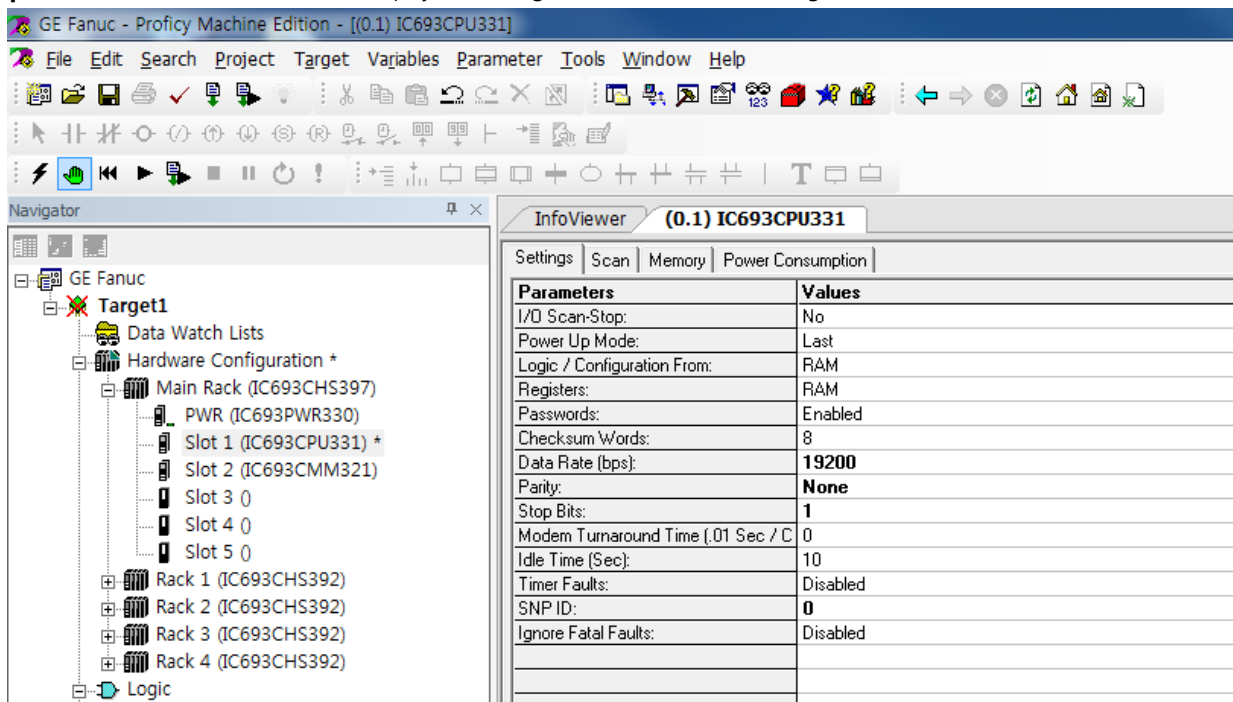 GE Fanuc - Proficy Machine Edition - [(0.1) IC693CPU331]
File Edit Search Project Target Variables Parameter Tools Window Help
123
T
Navigator
InfoViewer (0.1) IC693CPU331
Settings Scan Memory Power Consumption
GE Fanuc
Target1
Data Watch Lists
Hardware Configuration *
Main Rack (IC693CHS397)
PWR (IC693PWR330)
Slot 1 (IC693CPU331) *
Slot 2 (IC693CMM321)
Slot 3 ()
Slot 4 ()
Slot 5 ()
Rack 1 (IC693CHS392)
Rack 2 (IC693CHS392)
Rack 3 (IC693CHS392)
Rack 4 (IC693CHS392)
Logic
Parameters Values
I/O Scan-Stop: No
Power Up Mode: Last
Logic / Configuration From: RAM
Registers: RAM
Passwords: Enabled
Checksum Words: 8
Data Rate (bps): 19200
Parity: None
Stop Bits: 1
Modem Turnaround Time (.01 Sec / C 0
Idle Time (Sec): 10
Timer Faults: Disabled
SNP ID: 0
Ignore Fatal Faults: Disabled